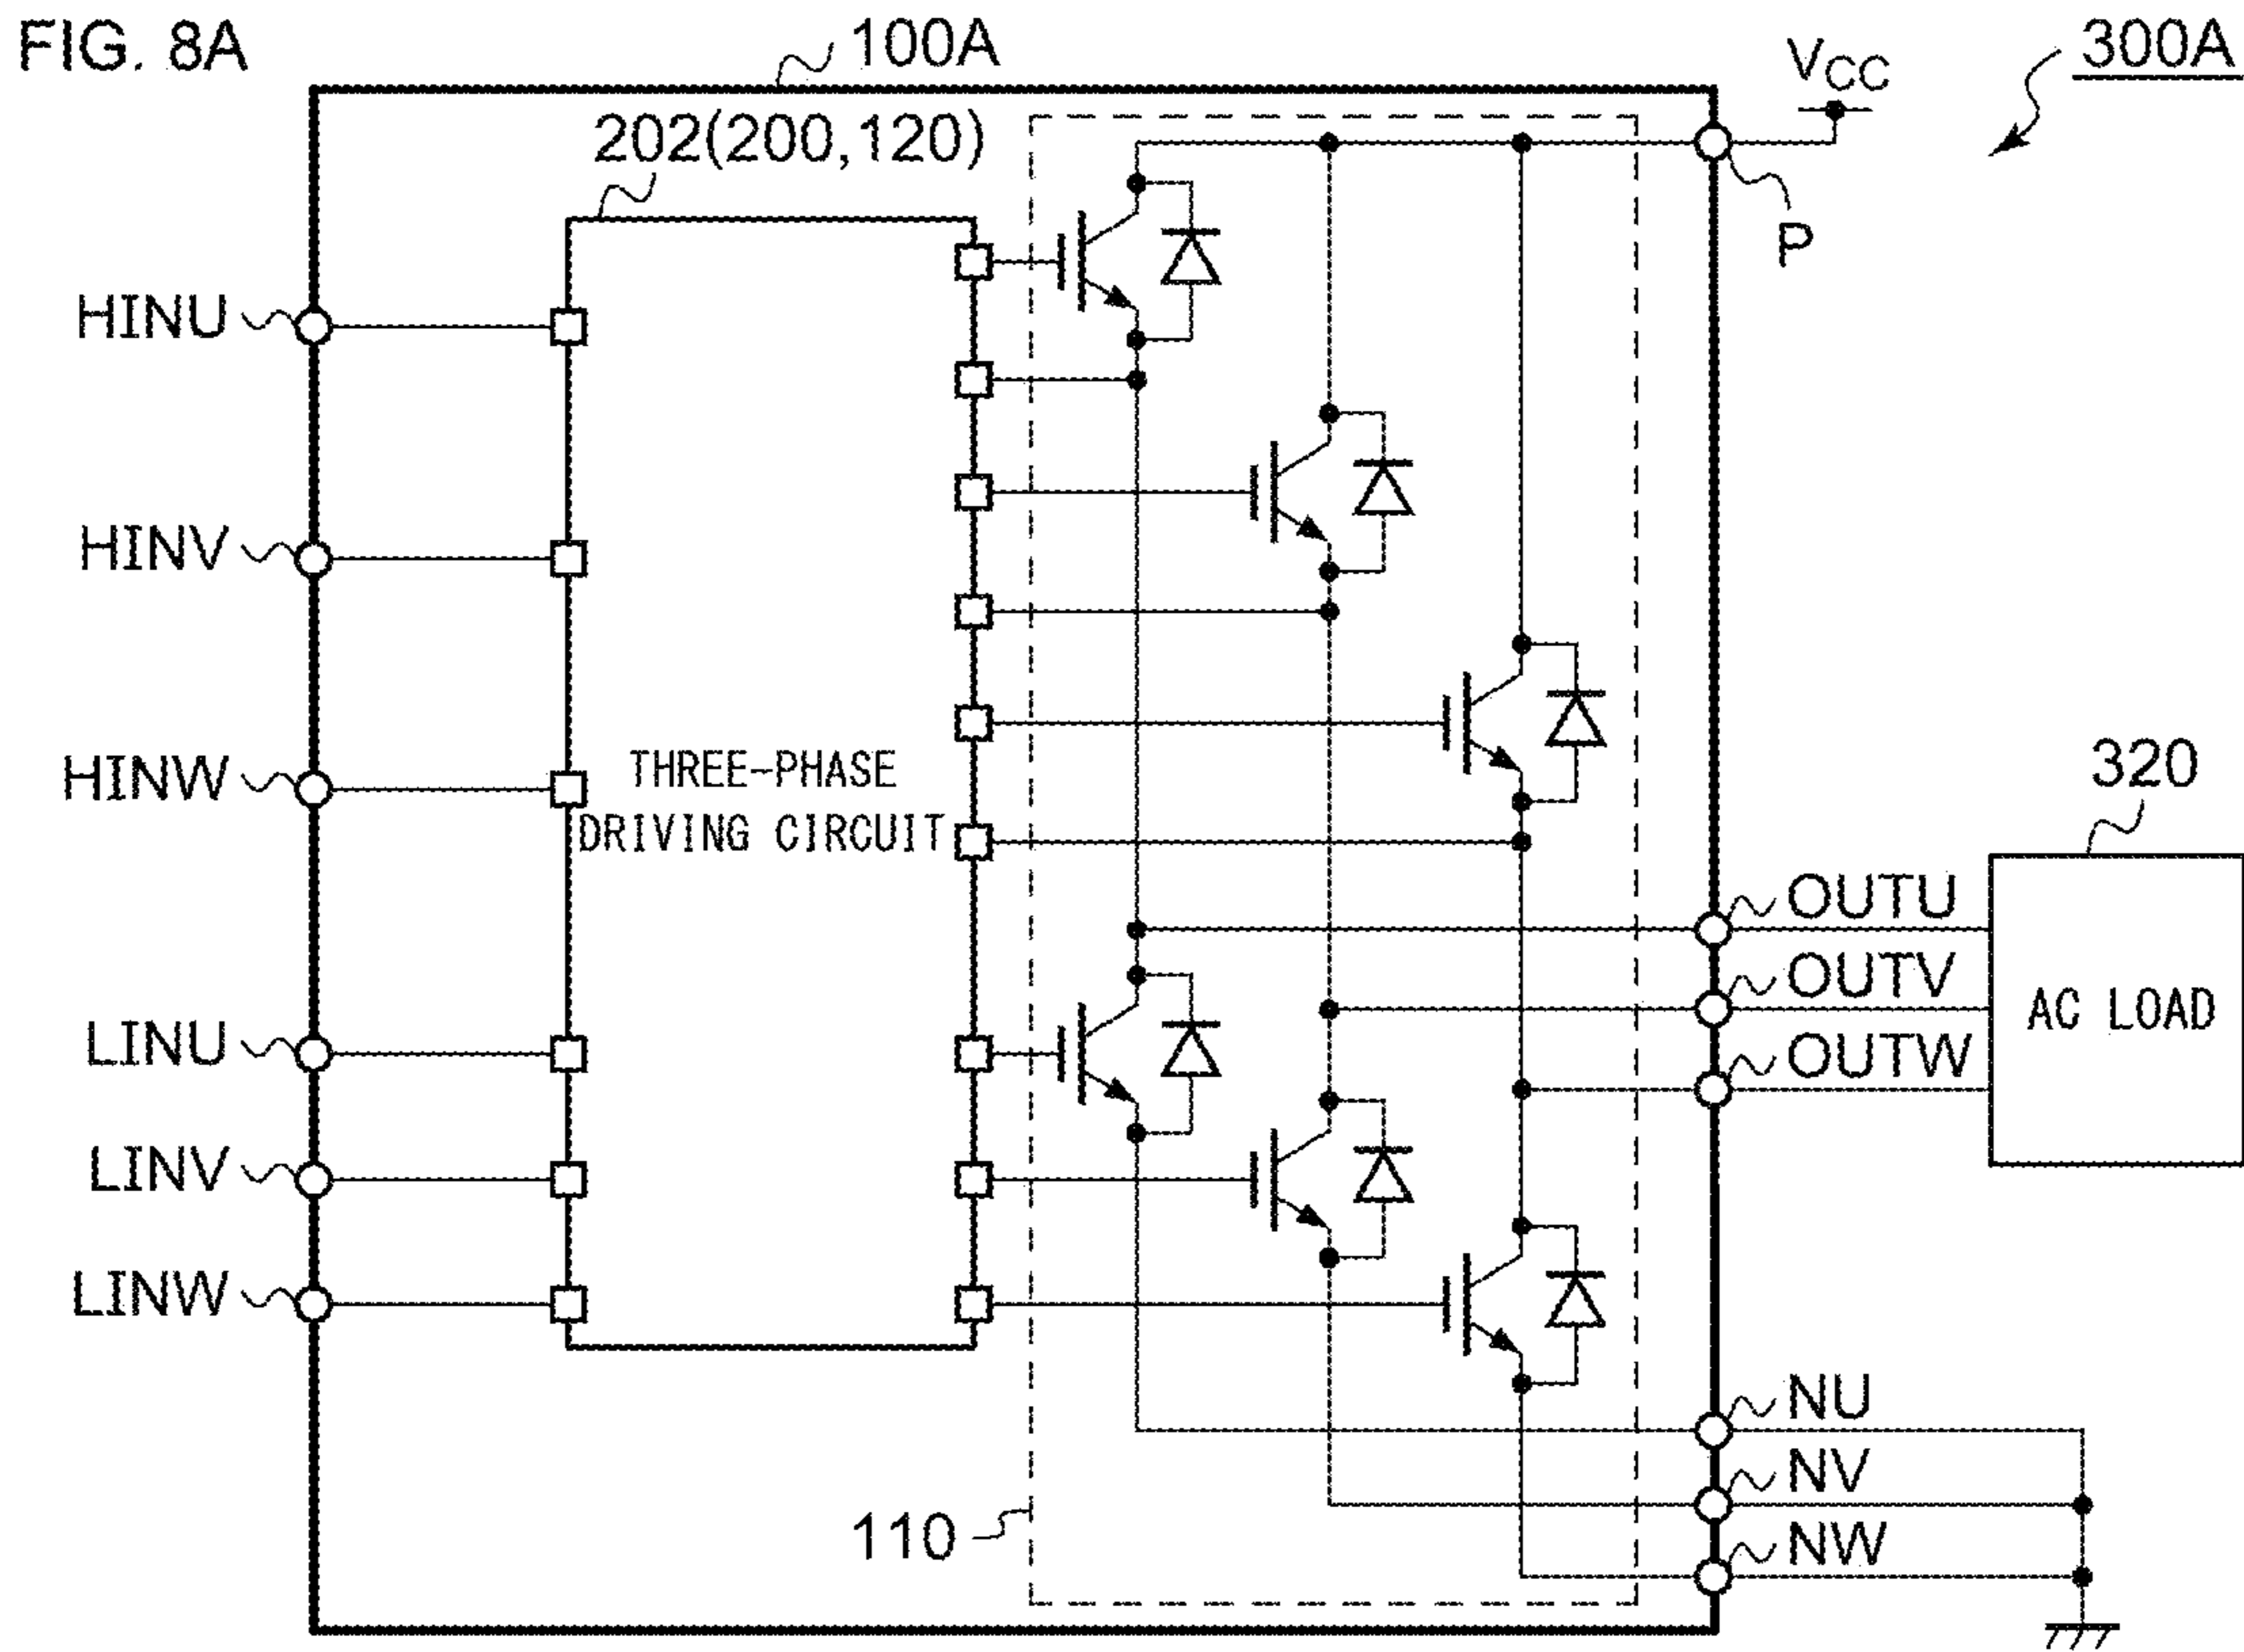 FIG. 8A
100A
VCC
300A
202(200,120)
P
HINU
HINV
HINW
THREE-PHASE
DRIVING CIRCUIT
320
OUTU
OUTV
OUTW
AC LOAD
LINU
LINV
LINW
NU
NV
NW
110